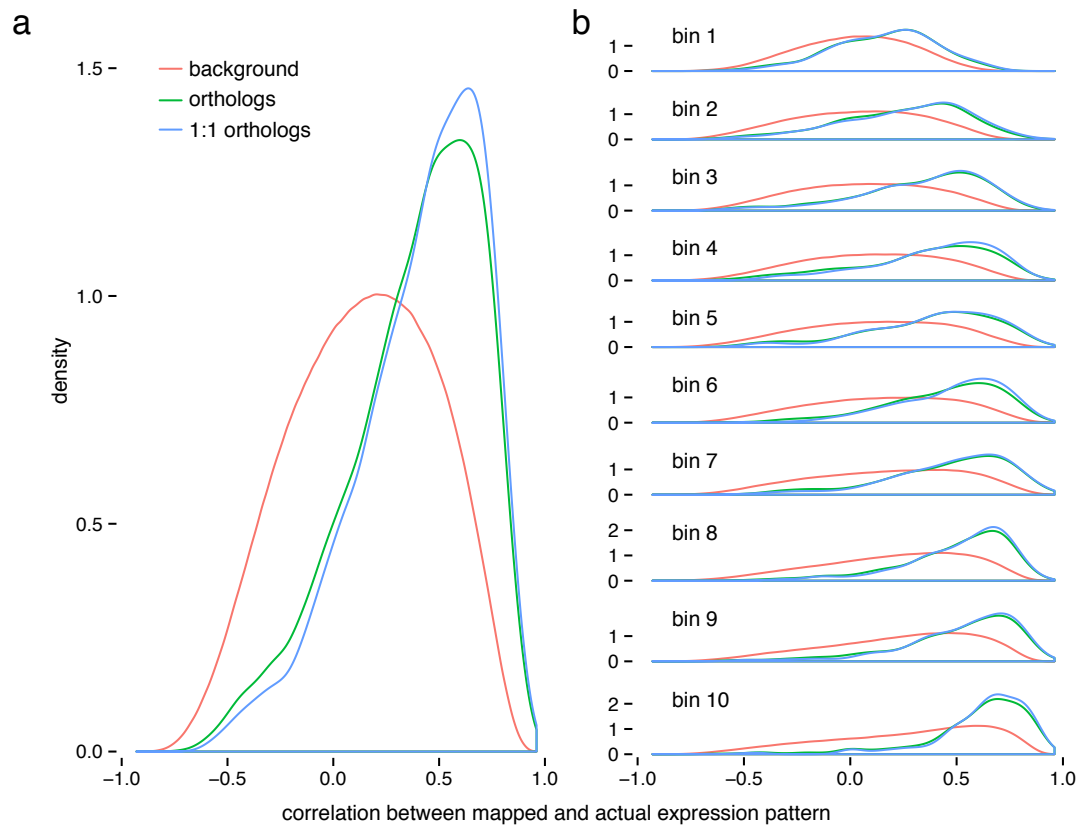 a
1.5
1.0
0.5
0.0
density
background
orthologs
1:1 orthologs
−1.0 −0.5 0.0 0.5 1.0
b
bin 1
1
0
bin 2
1
0
bin 3
1
0
bin 4
1
0
bin 5
1
0
bin 6
1
0
bin 7
1
0
bin 8
2
1
0
bin 9
1
0
bin 10
2
1
0
−1.0 −0.5 0.0 0.5 1.0
correlation between mapped and actual expression pattern